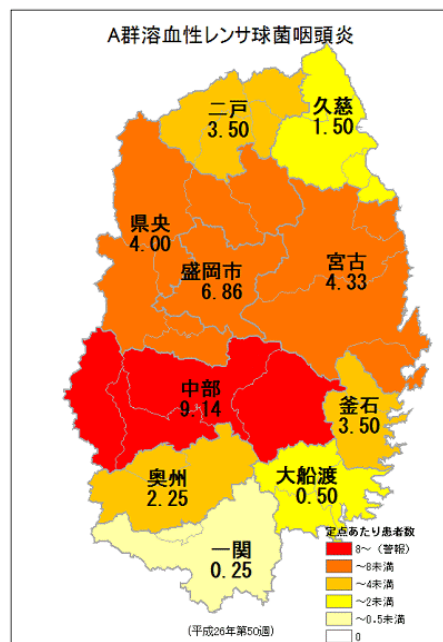 A群溶血性レンサ球菌咽頭炎
二戸
3.50
久慈
1.50
県央
4.00
盛岡市
6.86
宮古
4.33
中部
9.14
釜石
3.50
奥州
2.25
大船渡
0.50
一関
0.25
定点あたり患者数
8～（警報）
～8未満
～4未満
～2未満
～0.5未満
0
(平成26年第50週)